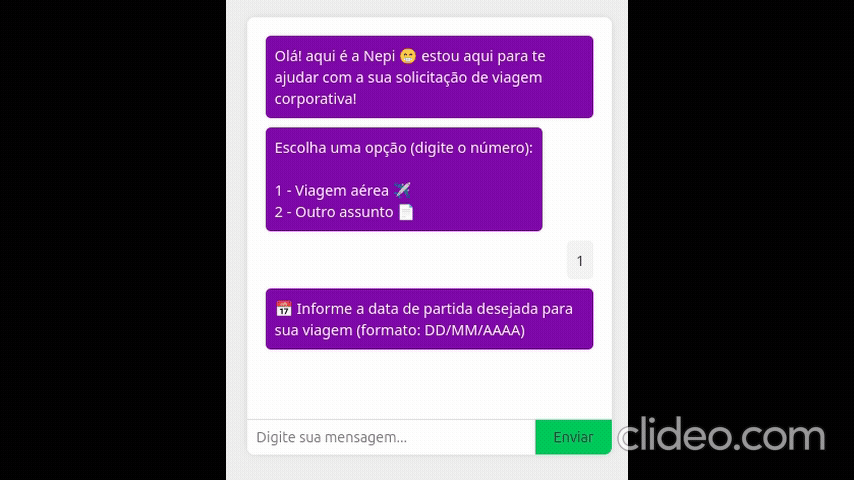 Olá! aqui é a Nepi 😁 estou aqui para te
ajudar com a sua solicitação de viagem
corporativa!
Escolha uma opção (digite o número):
1 - Viagem aérea ✈️
2 - Outro assunto 📄
1
📅 Informe a data de partida desejada para
sua viagem (formato: DD/MM/AAAA)
Digite sua mensagem...
Enviar
clideo.com